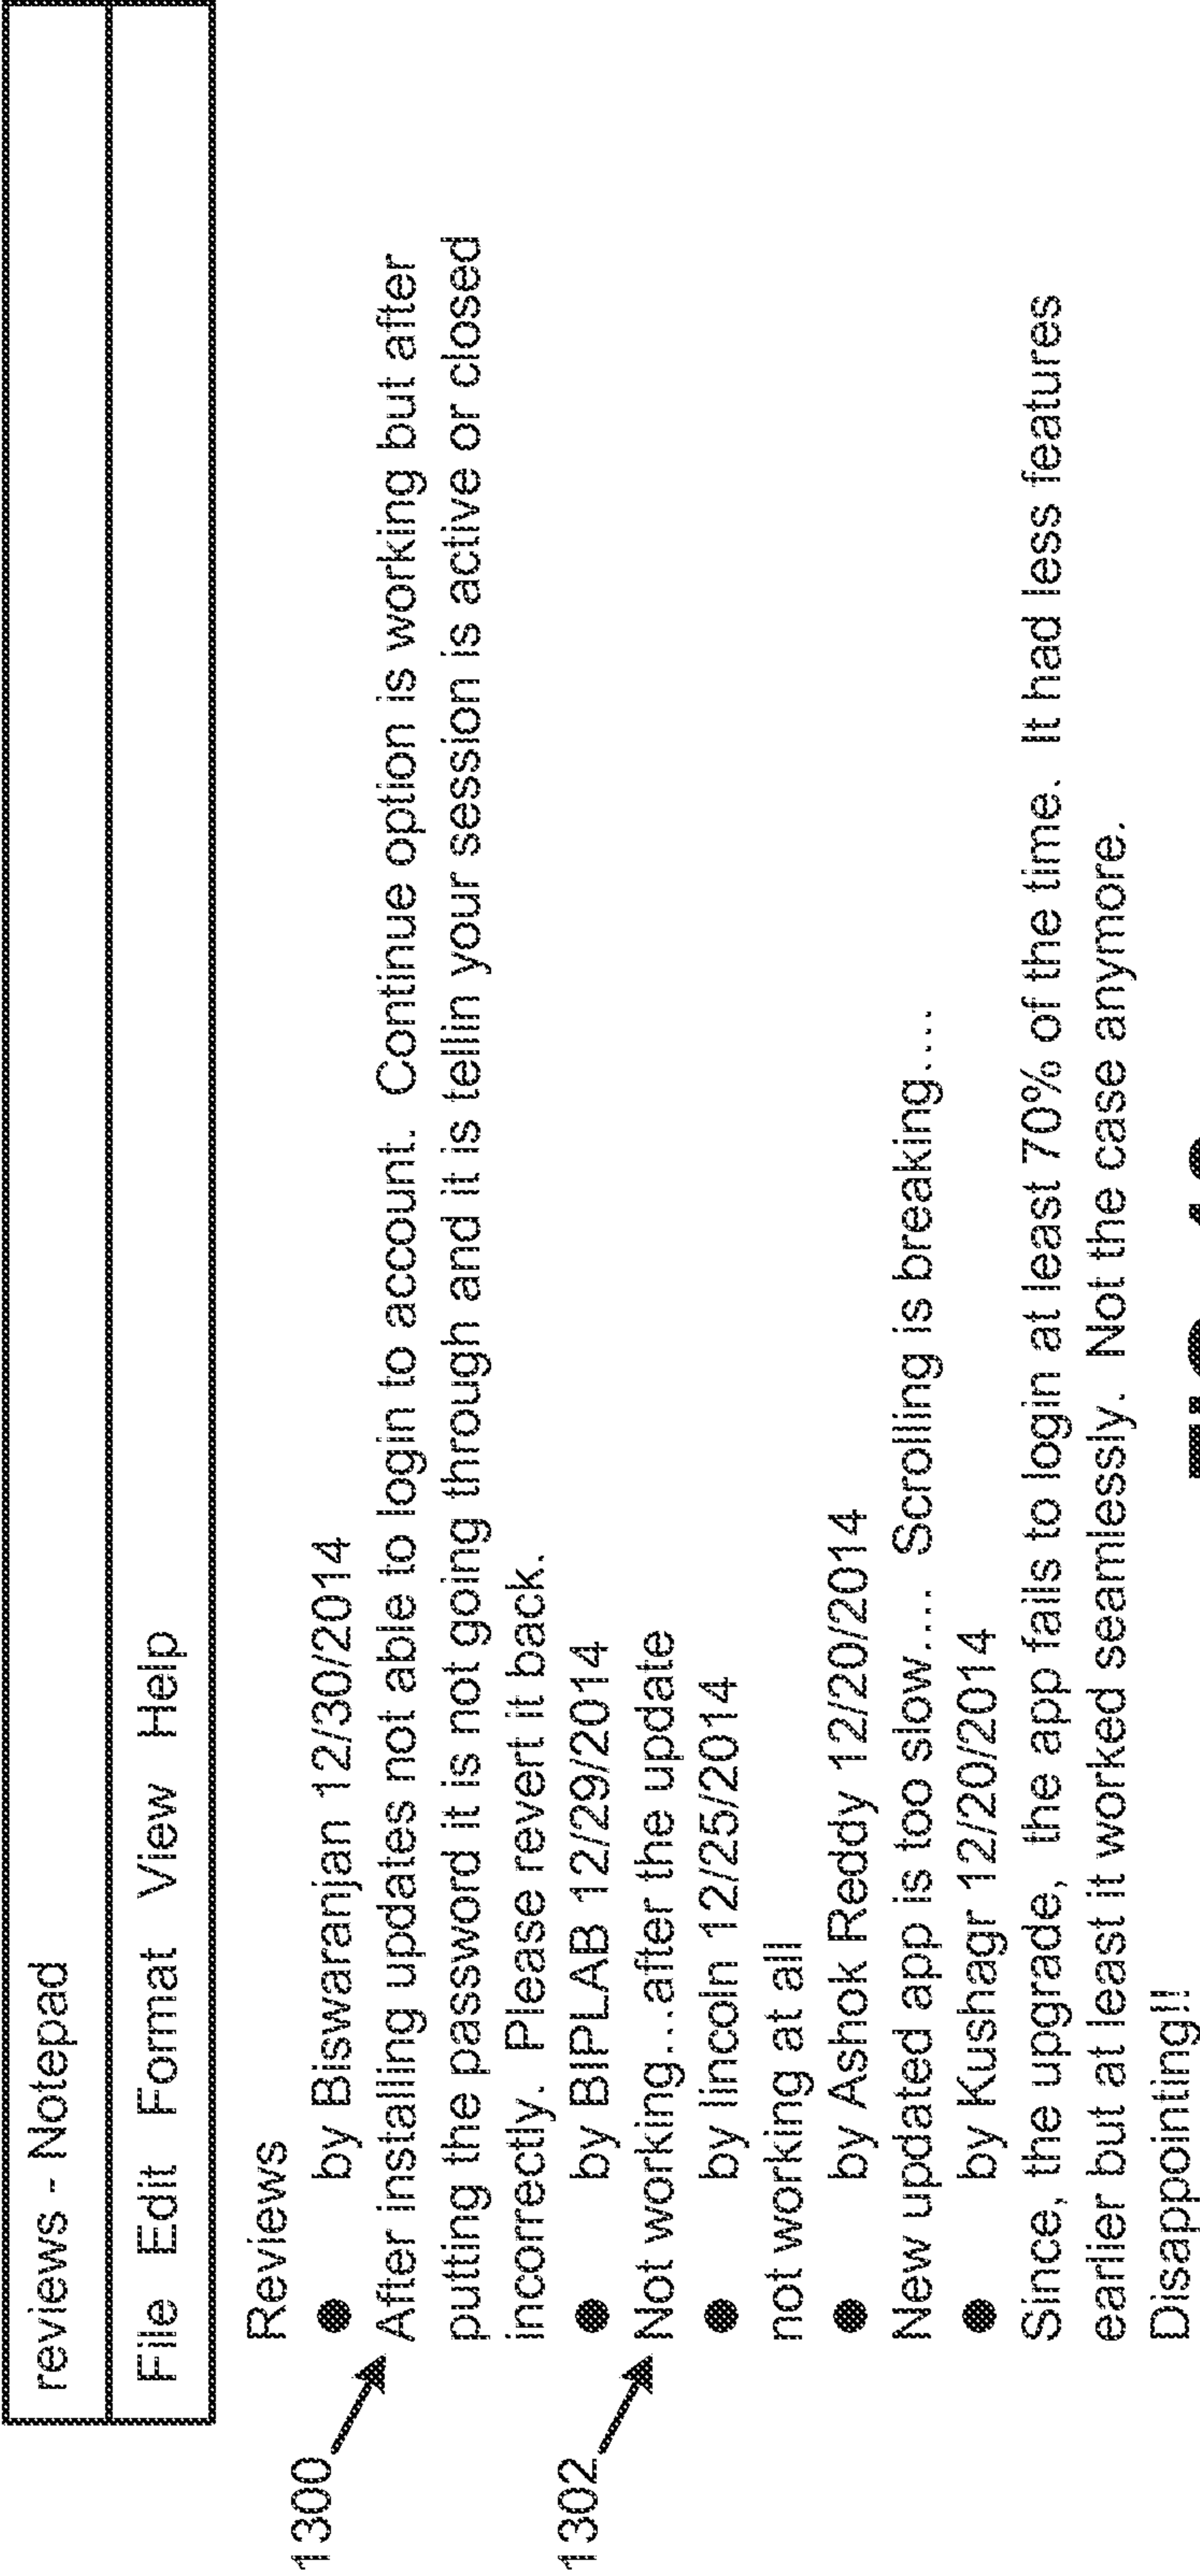 reviews - Notepad
File Edit Format View Help
Reviews
● by Biswaranjan 12/30/2014
1300
After installing updates not able to login to account. Continue option is working but after
putting the password it is not going through and it is tellin your session is active or closed
incorrectly. Please revert it back.
● by BIPLAB 12/29/2014
1302
Not working...after the update
● by lincoln 12/25/2014
not working at all
● by Ashok Reddy 12/20/2014
New updated app is too slow.... Scrolling is breaking....
● by Kushagr 12/20/2014
Since, the upgrade, the app fails to login at least 70% of the time. It had less features
earlier but at least it worked seamlessly. Not the case anymore.
Disappointing!!